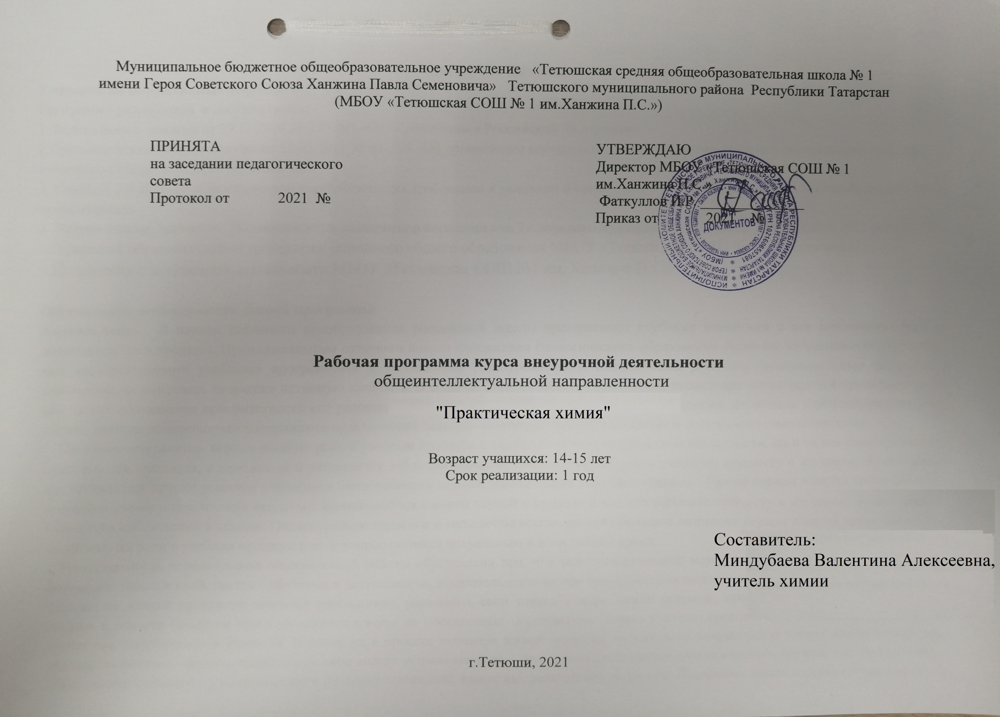 Муниципальное бюджетное общеобразовательное учреждение «Тетюшская средняя общеобразовательная школа № 1
имени Героя Советского Союза Ханжина Павла Семеновича» Тетюшского муниципального района Республики Татарстан
(МБОУ «Тетюшская СОШ № 1 им.Ханжина П.С.»)
ПРИНЯТА
на заседании педагогического
совета
Протокол от 2021 №
УТВЕРЖДАЮ
Директор МБОУ «Тетюшская СОШ № 1
им.Ханжина П.С.»
Фаткуллов И.Р.
Приказ от 2021 №
ДЛЯ
ДОКУМЕНТОВ
Рабочая программа курса внеурочной деятельности
общеинтеллектуальной направленности
"Практическая химия"
Возраст учащихся: 14-15 лет
Срок реализации: 1 год
Составитель:
Миндубаева Валентина Алексеевна,
учитель химии
г.Тетюши, 2021